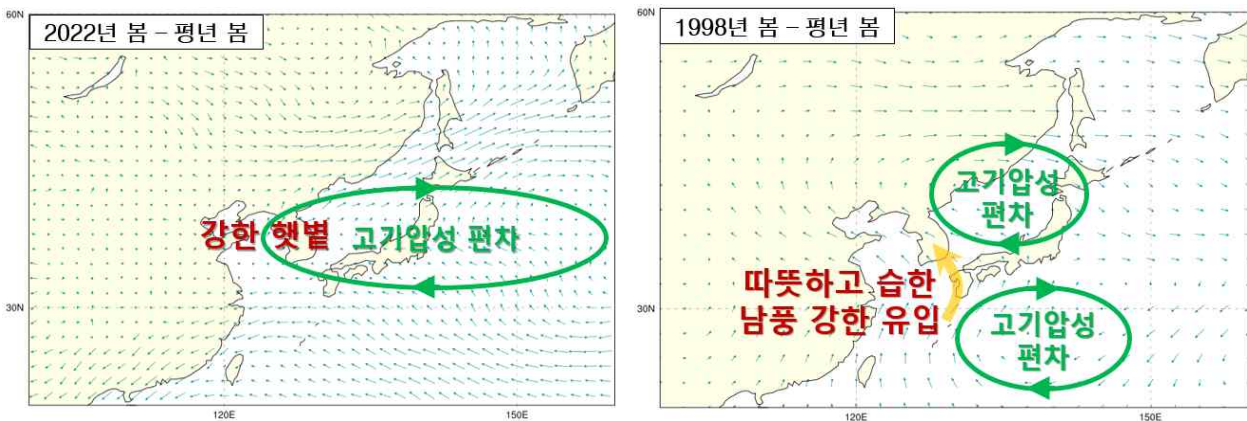 2022년 봄 – 평년 봄
60N
강한 햇볕 고기압성 편차
30N
120E
150E
1998년 봄 – 평년 봄
60N
고기압성
편차
따뜻하고 습한
남풍 강한 유입
고기압성
편차
30N
120E
150E